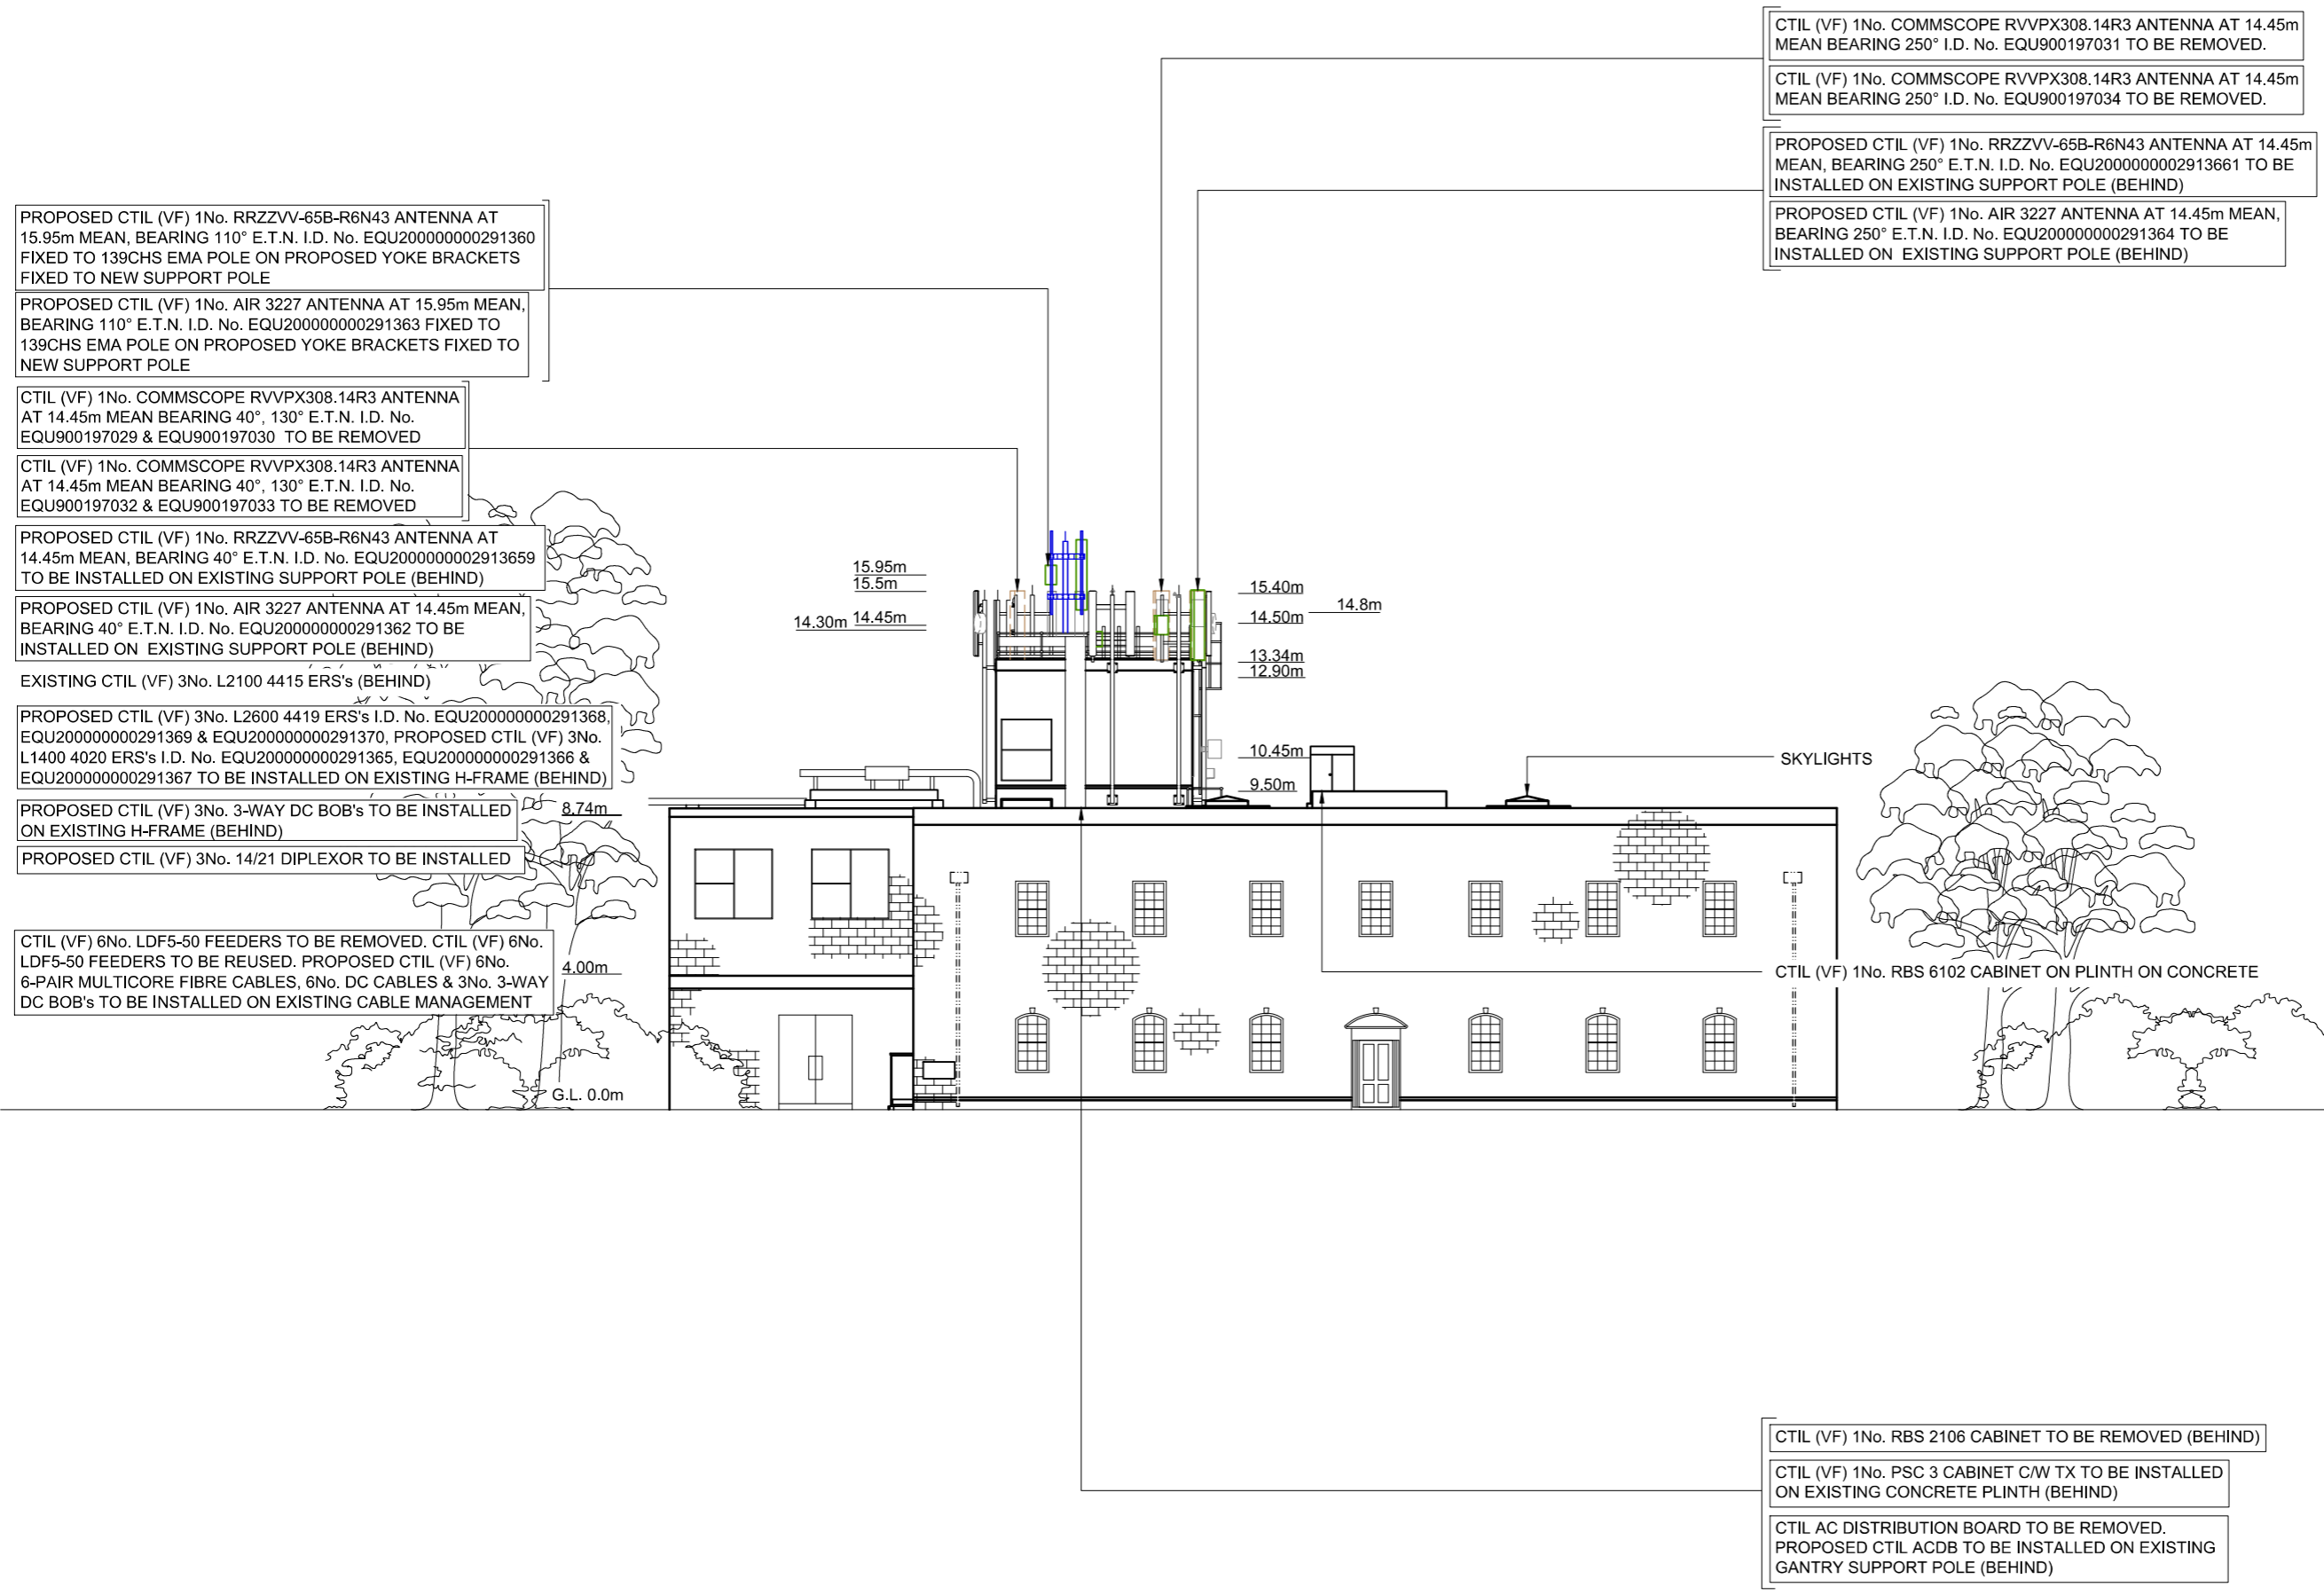 CTIL (VF) 1No. COMMSCOPE RVVPX308.14R3 ANTENNA AT 14.45m
MEAN BEARING 250° I.D. No. EQU900197031 TO BE REMOVED.
CTIL (VF) 1No. COMMSCOPE RVVPX308.14R3 ANTENNA AT 14.45m
MEAN BEARING 250° I.D. No. EQU900197034 TO BE REMOVED.
PROPOSED CTIL (VF) 1No. RRZZVV-65B-R6N43 ANTENNA AT 14.45m
MEAN, BEARING 250° E.T.N. I.D. No. EQU2000000002913661 TO BE
INSTALLED ON EXISTING SUPPORT POLE (BEHIND)
PROPOSED CTIL (VF) 1No. AIR 3227 ANTENNA AT 14.45m MEAN,
BEARING 250° E.T.N. I.D. No. EQU200000000291364 TO BE
INSTALLED ON EXISTING SUPPORT POLE (BEHIND)
PROPOSED CTIL (VF) 1No. RRZZVV-65B-R6N43 ANTENNA AT
15.95m MEAN, BEARING 110° E.T.N. I.D. No. EQU200000000291360
FIXED TO 139CHS EMA POLE ON PROPOSED YOKE BRACKETS
FIXED TO NEW SUPPORT POLE
PROPOSED CTIL (VF) 1No. AIR 3227 ANTENNA AT 15.95m MEAN,
BEARING 110° E.T.N. I.D. No. EQU200000000291363 FIXED TO
139CHS EMA POLE ON PROPOSED YOKE BRACKETS FIXED TO
NEW SUPPORT POLE
CTIL (VF) 1No. COMMSCOPE RVVPX308.14R3 ANTENNA
AT 14.45m MEAN BEARING 40°, 130° E.T.N. I.D. No.
EQU900197029 & EQU900197030 TO BE REMOVED
CTIL (VF) 1No. COMMSCOPE RVVPX308.14R3 ANTENNA
AT 14.45m MEAN BEARING 40°, 130° E.T.N. I.D. No.
EQU900197032 & EQU900197033 TO BE REMOVED
PROPOSED CTIL (VF) 1No. RRZZVV-65B-R6N43 ANTENNA AT
14.45m MEAN, BEARING 40° E.T.N. I.D. No. EQU2000000002913659
TO BE INSTALLED ON EXISTING SUPPORT POLE (BEHIND)
PROPOSED CTIL (VF) 1No. AIR 3227 ANTENNA AT 14.45m MEAN,
BEARING 40° E.T.N. I.D. No. EQU200000000291362 TO BE
INSTALLED ON EXISTING SUPPORT POLE (BEHIND)
EXISTING CTIL (VF) 3No. L2100 4415 ERS's (BEHIND)
PROPOSED CTIL (VF) 3No. L2600 4419 ERS's I.D. No. EQU200000000291368,
EQU200000000291369 & EQU200000000291370, PROPOSED CTIL (VF) 3No.
L1400 4020 ERS's I.D. No. EQU200000000291365, EQU200000000291366 &
EQU200000000291367 TO BE INSTALLED ON EXISTING H-FRAME (BEHIND)
PROPOSED CTIL (VF) 3No. 3-WAY DC BOB's TO BE INSTALLED
ON EXISTING H-FRAME (BEHIND)
PROPOSED CTIL (VF) 3No. 14/21 DIPLEXOR TO BE INSTALLED
CTIL (VF) 6No. LDF5-50 FEEDERS TO BE REMOVED. CTIL (VF) 6No.
LDF5-50 FEEDERS TO BE REUSED. PROPOSED CTIL (VF) 6No.
6-PAIR MULTICORE FIBRE CABLES, 6No. DC CABLES & 3No. 3-WAY
DC BOB's TO BE INSTALLED ON EXISTING CABLE MANAGEMENT
15.95m
15.5m
14.30m 14.45m
15.40m
14.8m
14.50m
13.34m
12.90m
10.45m
9.50m
SKYLIGHTS
8.74m
4.00m
G.L. 0.0m
CTIL (VF) 1No. RBS 6102 CABINET ON PLINTH ON CONCRETE
CTIL (VF) 1No. RBS 2106 CABINET TO BE REMOVED (BEHIND)
CTIL (VF) 1No. PSC 3 CABINET C/W TX TO BE INSTALLED
ON EXISTING CONCRETE PLINTH (BEHIND)
CTIL AC DISTRIBUTION BOARD TO BE REMOVED.
PROPOSED CTIL ACDB TO BE INSTALLED ON EXISTING
GANTRY SUPPORT POLE (BEHIND)